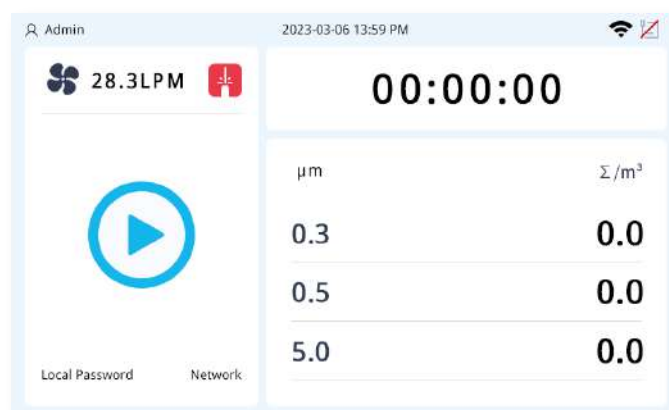 Admin
2023-03-06 13:59 PM
28.3LPM
00:00:00
μm Σ/m³
0.3 0.0
0.5 0.0
5.0 0.0
Local Password Network